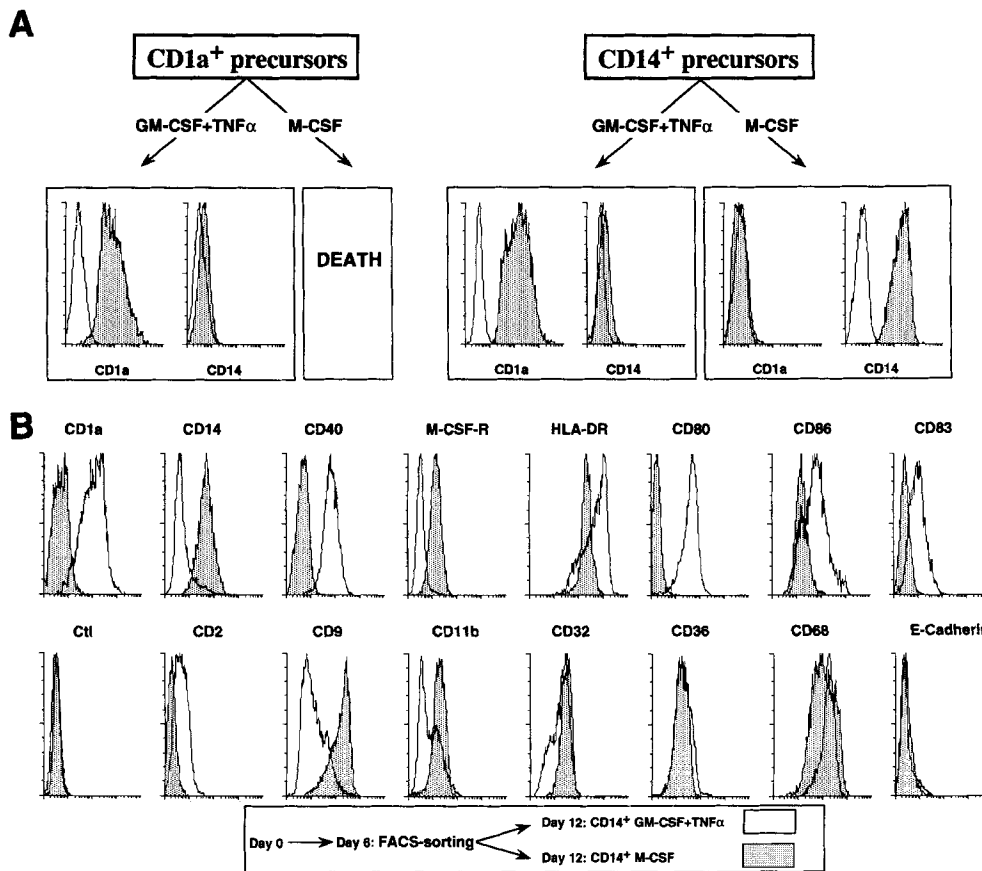 A
CD1a+ precursors
CD14+ precursors
GM-CSF+TNFα
M-CSF
GM-CSF+TNFα
M-CSF
DEATH
CD1a
CD14
CD1a
CD14
CD1a
CD14
B
CD1a
CD14
CD40
M-CSF-R
HLA-DR
CD80
CD86
CD83
Ctl
CD2
CD9
CD11b
CD32
CD36
CD68
E-Cadherin
Day 0
Day 6: FACS-sorting
Day 12: CD14+ GM-CSF+TNFα
Day 12: CD14+ M-CSF